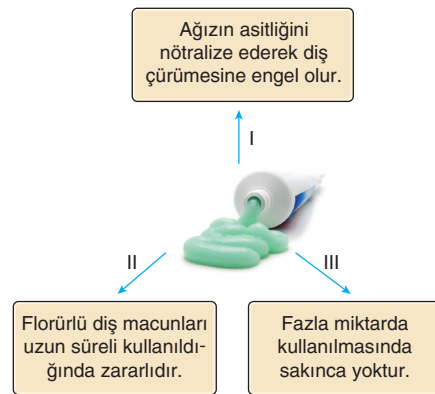 Ağızın asitliğini
nötralize ederek diş
çürümesine engel olur.
I
II
III
Florürlü diş macunları
uzun süreli kullanıldı-
ğında zararlıdır.
Fazla miktarda
kullanılmasında
sakınca yoktur.